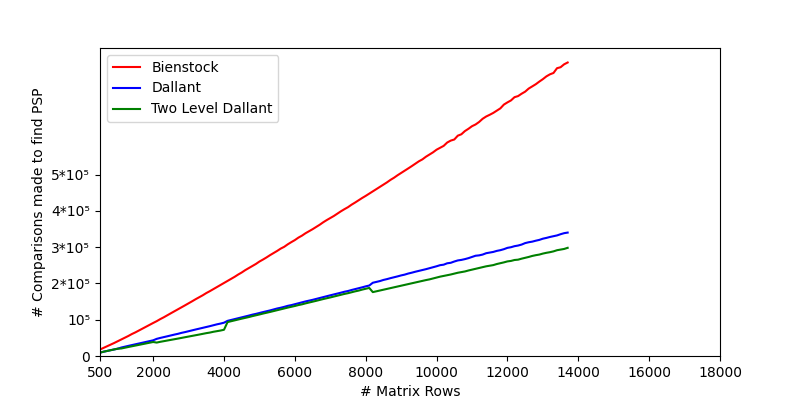 Bienstock
Dallant
Two Level Dallant
# Comparisons made to find PSP
5*10⁵
4*10⁵
3*10⁵
2*10⁵
10⁵
0
500 2000 4000 6000 8000 10000 12000 14000 16000 18000
# Matrix Rows